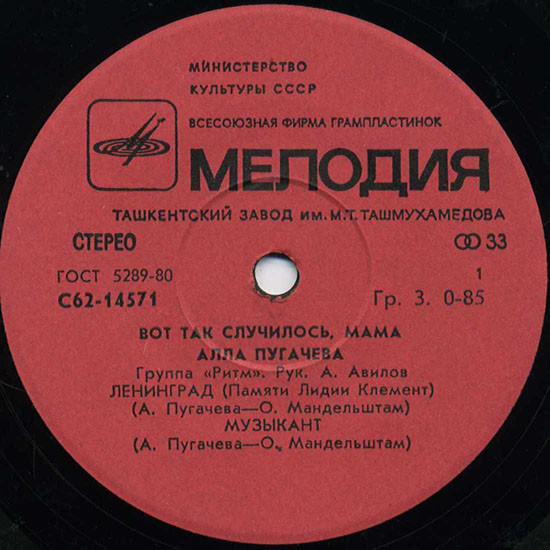 МИНИСТЕРСТВО
КУЛЬТУРЫ СССР
ВСЕСОЮЗНАЯ ФИРМА ГРАМПЛАСТИНОК
МЕЛОДИЯ
ТАШКЕНТСКИЙ ЗАВОД им. М.Т. ТАШМУХАМЕДОВА
СТЕРЕО 33
ГОСТ 5289-80 1
С62-14571 Гр. 3. 0-85
ВОТ ТАК СЛУЧИЛОСЬ, МАМА
АЛЛА ПУГАЧЕВА
Группа «Ритм». Рук. А. Авилов
ЛЕНИНГРАД (Памяти Лидии Клемент)
(А. Пугачева—О. Мандельштам)
МУЗЫКАНТ
(А. Пугачева—О. Мандельштам)